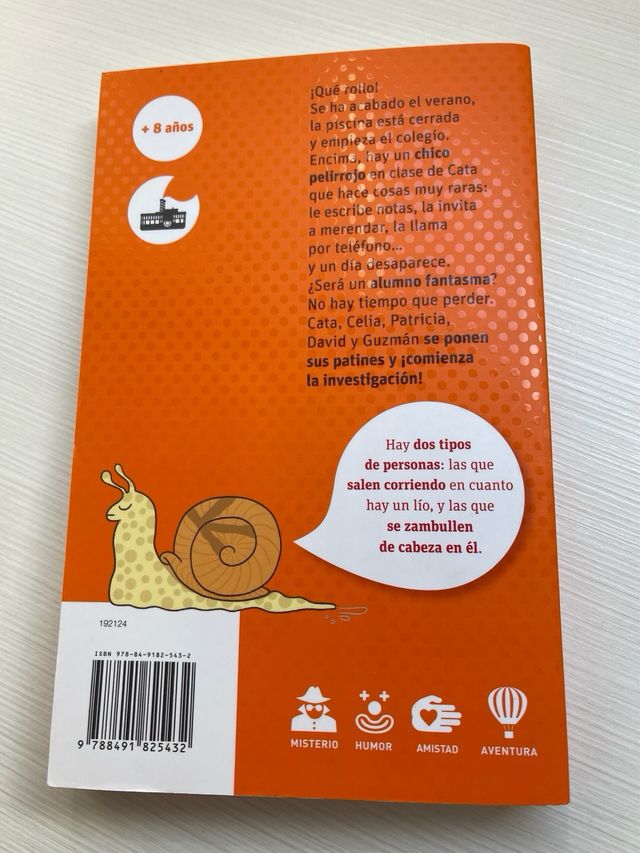 + 8 años
¡Qué rollo!
Se ha acabado el verano,
la piscina está cerrada
y empieza el colegio.
Encima, hay un chico
pelirrojo en clase de Cata
que hace cosas muy raras:
le escribe notas, la invita
a merendar, la llama
por teléfono...
y un día desaparece.
¿Será un alumno fantasma?
No hay tiempo que perder.
Cata, Celia, Patricia,
David y Guzmán se ponen
sus patines y ¡comienza
la investigación!
Hay dos tipos
de personas: las que
salen corriendo en cuanto
hay un lío, y las que
se zambullen
de cabeza en él.
K
192124
ISBN 978-84-9182-543-2
9 788491 825432
MISTERIO HUMOR AMISTAD AVENTURA